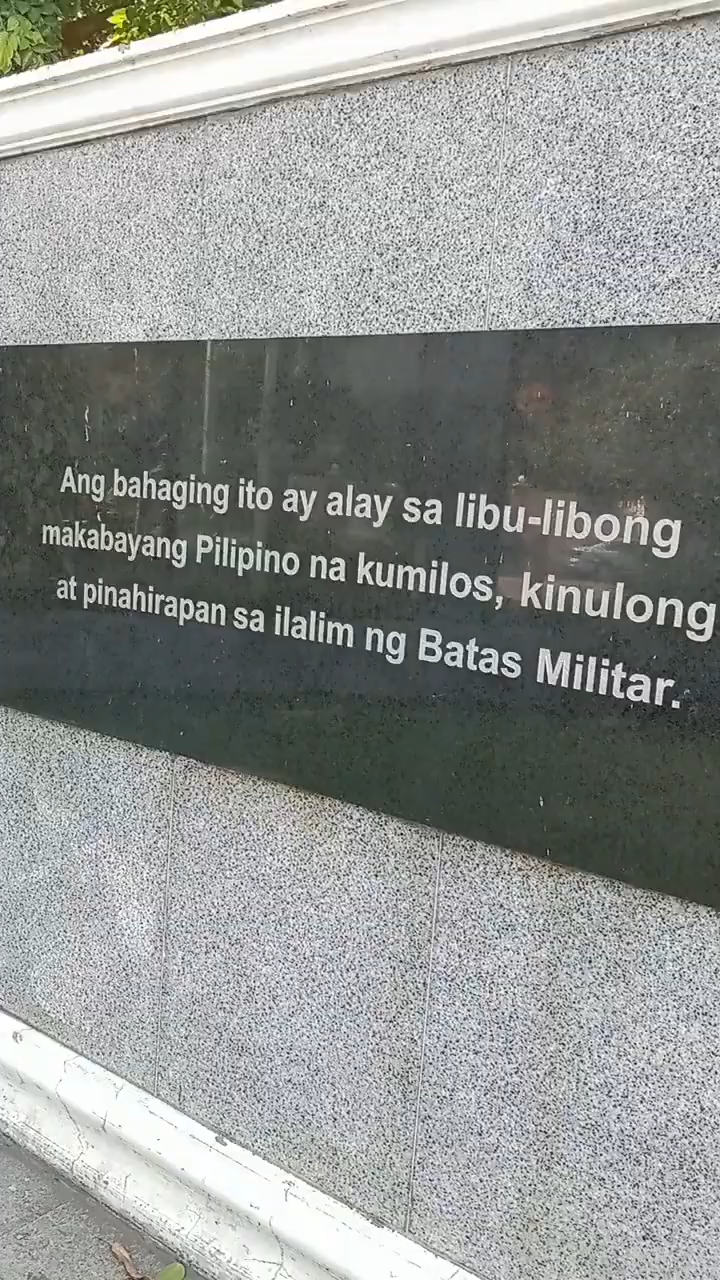 Ang bahaging ito ay alay sa libu-libong
makabayang Pilipino na kumilos, kinulong
at pinahirapan sa ilalim ng Batas Militar.